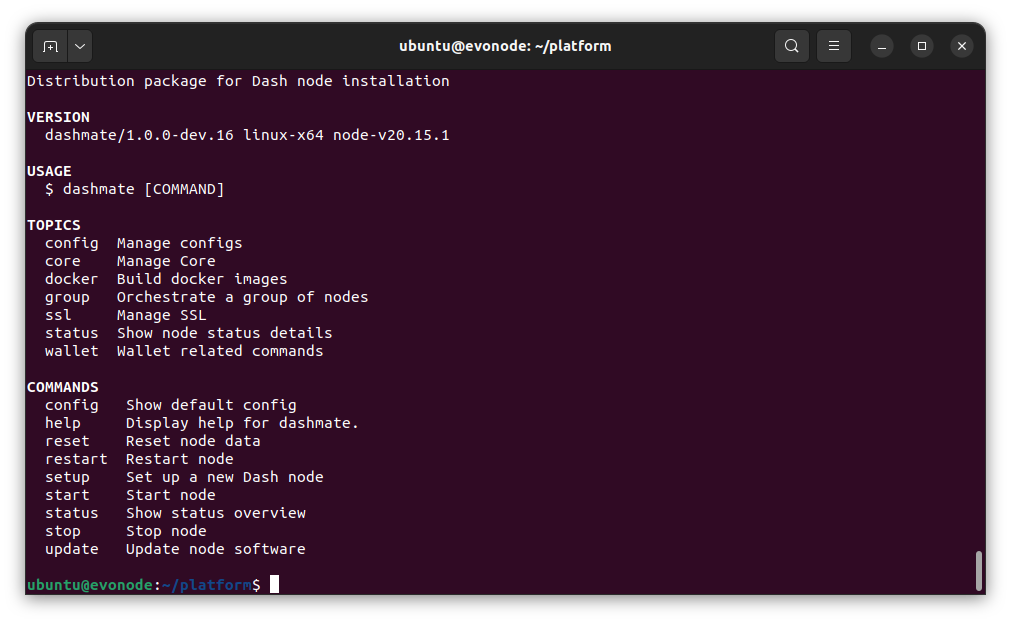 ubuntu@evonode: ~/platform
Distribution package for Dash node installation
VERSION
dashmate/1.0.0-dev.16 linux-x64 node-v20.15.1
USAGE
$ dashmate [COMMAND]
TOPICS
config  Manage configs
core    Manage Core
docker  Build docker images
group   Orchestrate a group of nodes
ssl     Manage SSL
status  Show node status details
wallet  Wallet related commands
COMMANDS
config   Show default config
help     Display help for dashmate.
reset    Reset node data
restart  Restart node
setup    Set up a new Dash node
start    Start node
status   Show status overview
stop     Stop node
update   Update node software
ubuntu@evonode:~/platform$